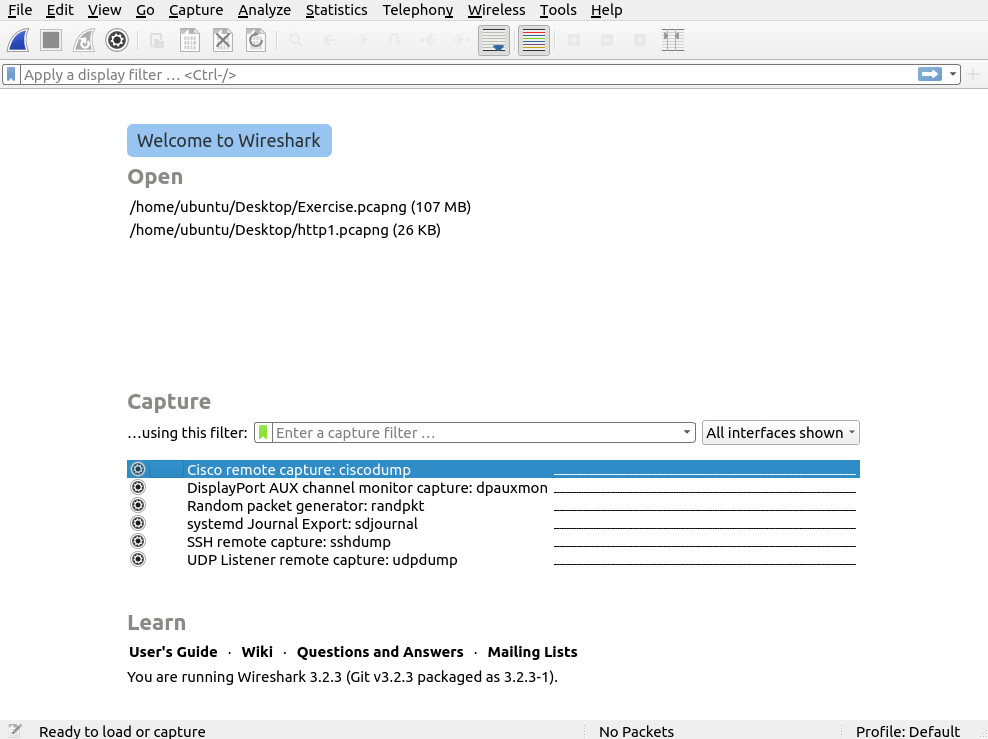 File Edit View Go Capture Analyze Statistics Telephony Wireless Tools Help
Apply a display filter … <Ctrl-/>
Welcome to Wireshark
Open
/home/ubuntu/Desktop/Exercise.pcapng (107 MB)
/home/ubuntu/Desktop/http1.pcapng (26 KB)
Capture
…using this filter: Enter a capture filter … All interfaces shown
Cisco remote capture: ciscodump
DisplayPort AUX channel monitor capture: dpauxmon
Random packet generator: randpkt
systemd Journal Export: sdjournal
SSH remote capture: sshdump
UDP Listener remote capture: udpdump
Learn
User's Guide · Wiki · Questions and Answers · Mailing Lists
You are running Wireshark 3.2.3 (Git v3.2.3 packaged as 3.2.3-1).
Ready to load or capture No Packets Profile: Default